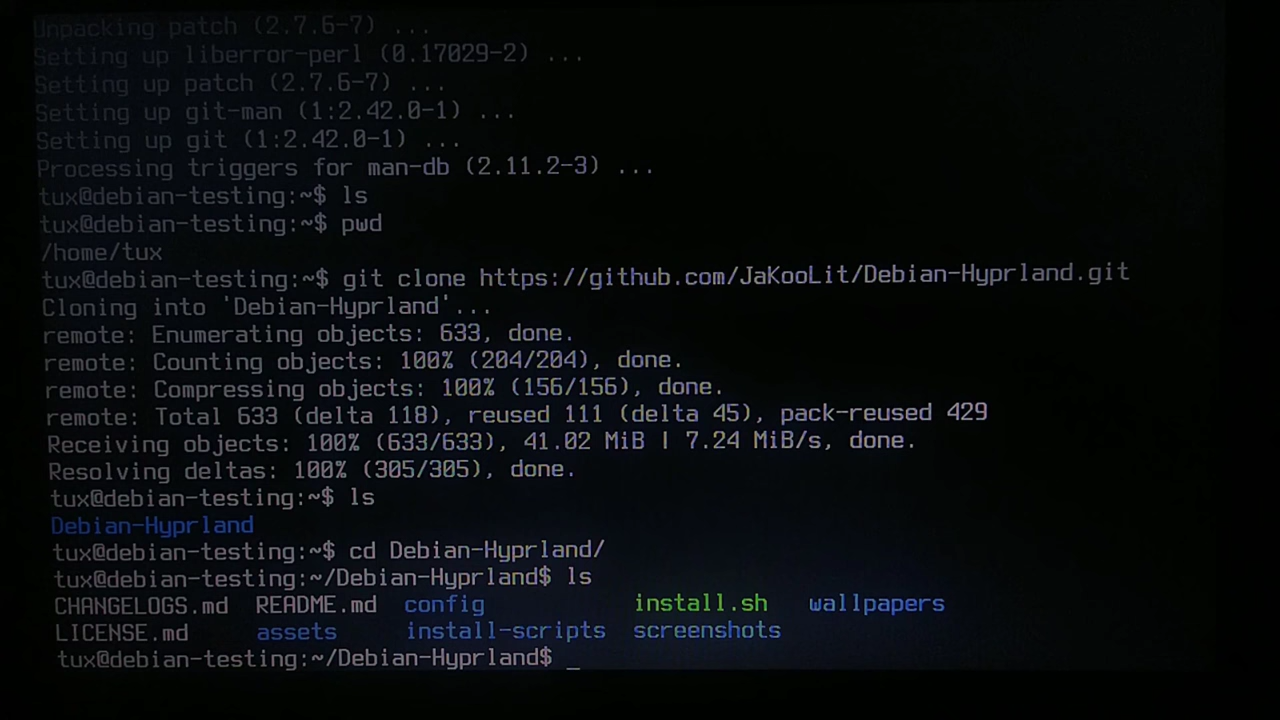 Unpacking patch (2.7.6-7) ...
Setting up liberror-perl (0.17029-2) ...
Setting up patch (2.7.6-7) ...
Setting up git-man (1:2.42.0-1) ...
Setting up git (1:2.42.0-1) ...
Processing triggers for man-db (2.11.2-3) ...
tux@debian-testing:~$ ls
tux@debian-testing:~$ pwd
/home/tux
tux@debian-testing:~$ git clone https://github.com/JaKooLit/Debian-Hyprland.git
Cloning into 'Debian-Hyprland'...
remote: Enumerating objects: 633, done.
remote: Counting objects: 100% (204/204), done.
remote: Compressing objects: 100% (156/156), done.
remote: Total 633 (delta 118), reused 111 (delta 45), pack-reused 429
Receiving objects: 100% (633/633), 41.02 MiB | 7.24 MiB/s, done.
Resolving deltas: 100% (305/305), done.
tux@debian-testing:~$ ls
Debian-Hyprland
tux@debian-testing:~$ cd Debian-Hyprland/
tux@debian-testing:~/Debian-Hyprland$ ls
CHANGELOGS.md README.md config install.sh wallpapers
LICENSE.md assets install-scripts screenshots
tux@debian-testing:~/Debian-Hyprland$ _